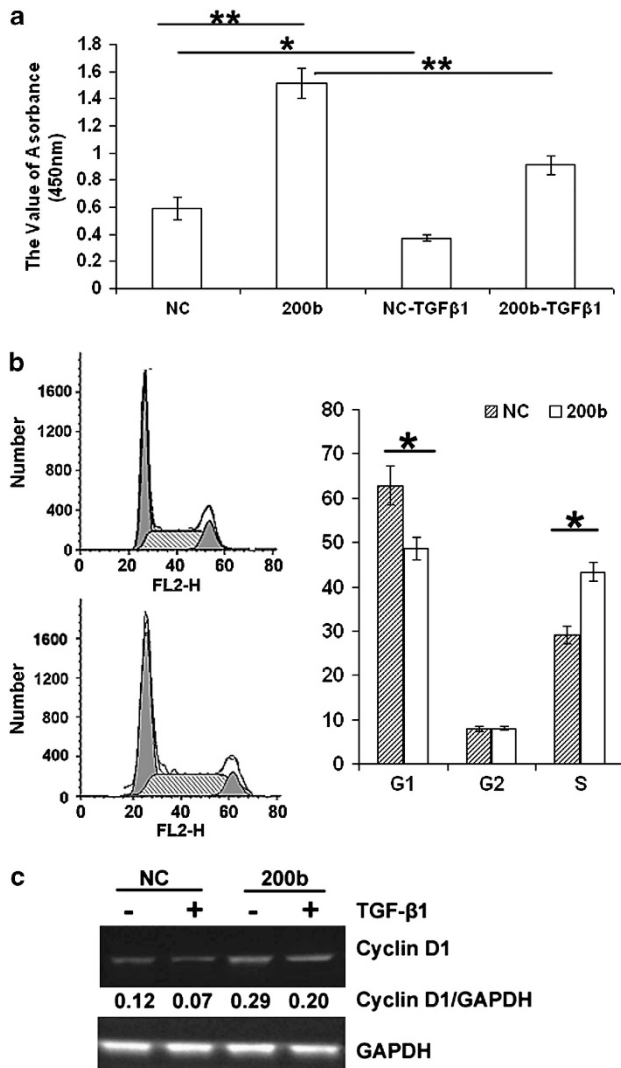 a
**
*
**
The Value of A sorbance
(450nm)
1.8
1.6
1.4
1.2
1
0.8
0.6
0.4
0.2
0
NC 200b NC-TGFβ1 200b-TGFβ1
b
Number
1600
1200
800
400
0
0 20 40 60 80
FL2-H
Number
1600
1200
800
400
0
0 20 40 60 80
FL2-H
NC 200b
80
70
60
50
40
30
20
10
0
*
*
G1 G2 S
c
NC 200b
- + - + TGF-β1
Cyclin D1
0.12 0.07 0.29 0.20 Cyclin D1/GAPDH
GAPDH